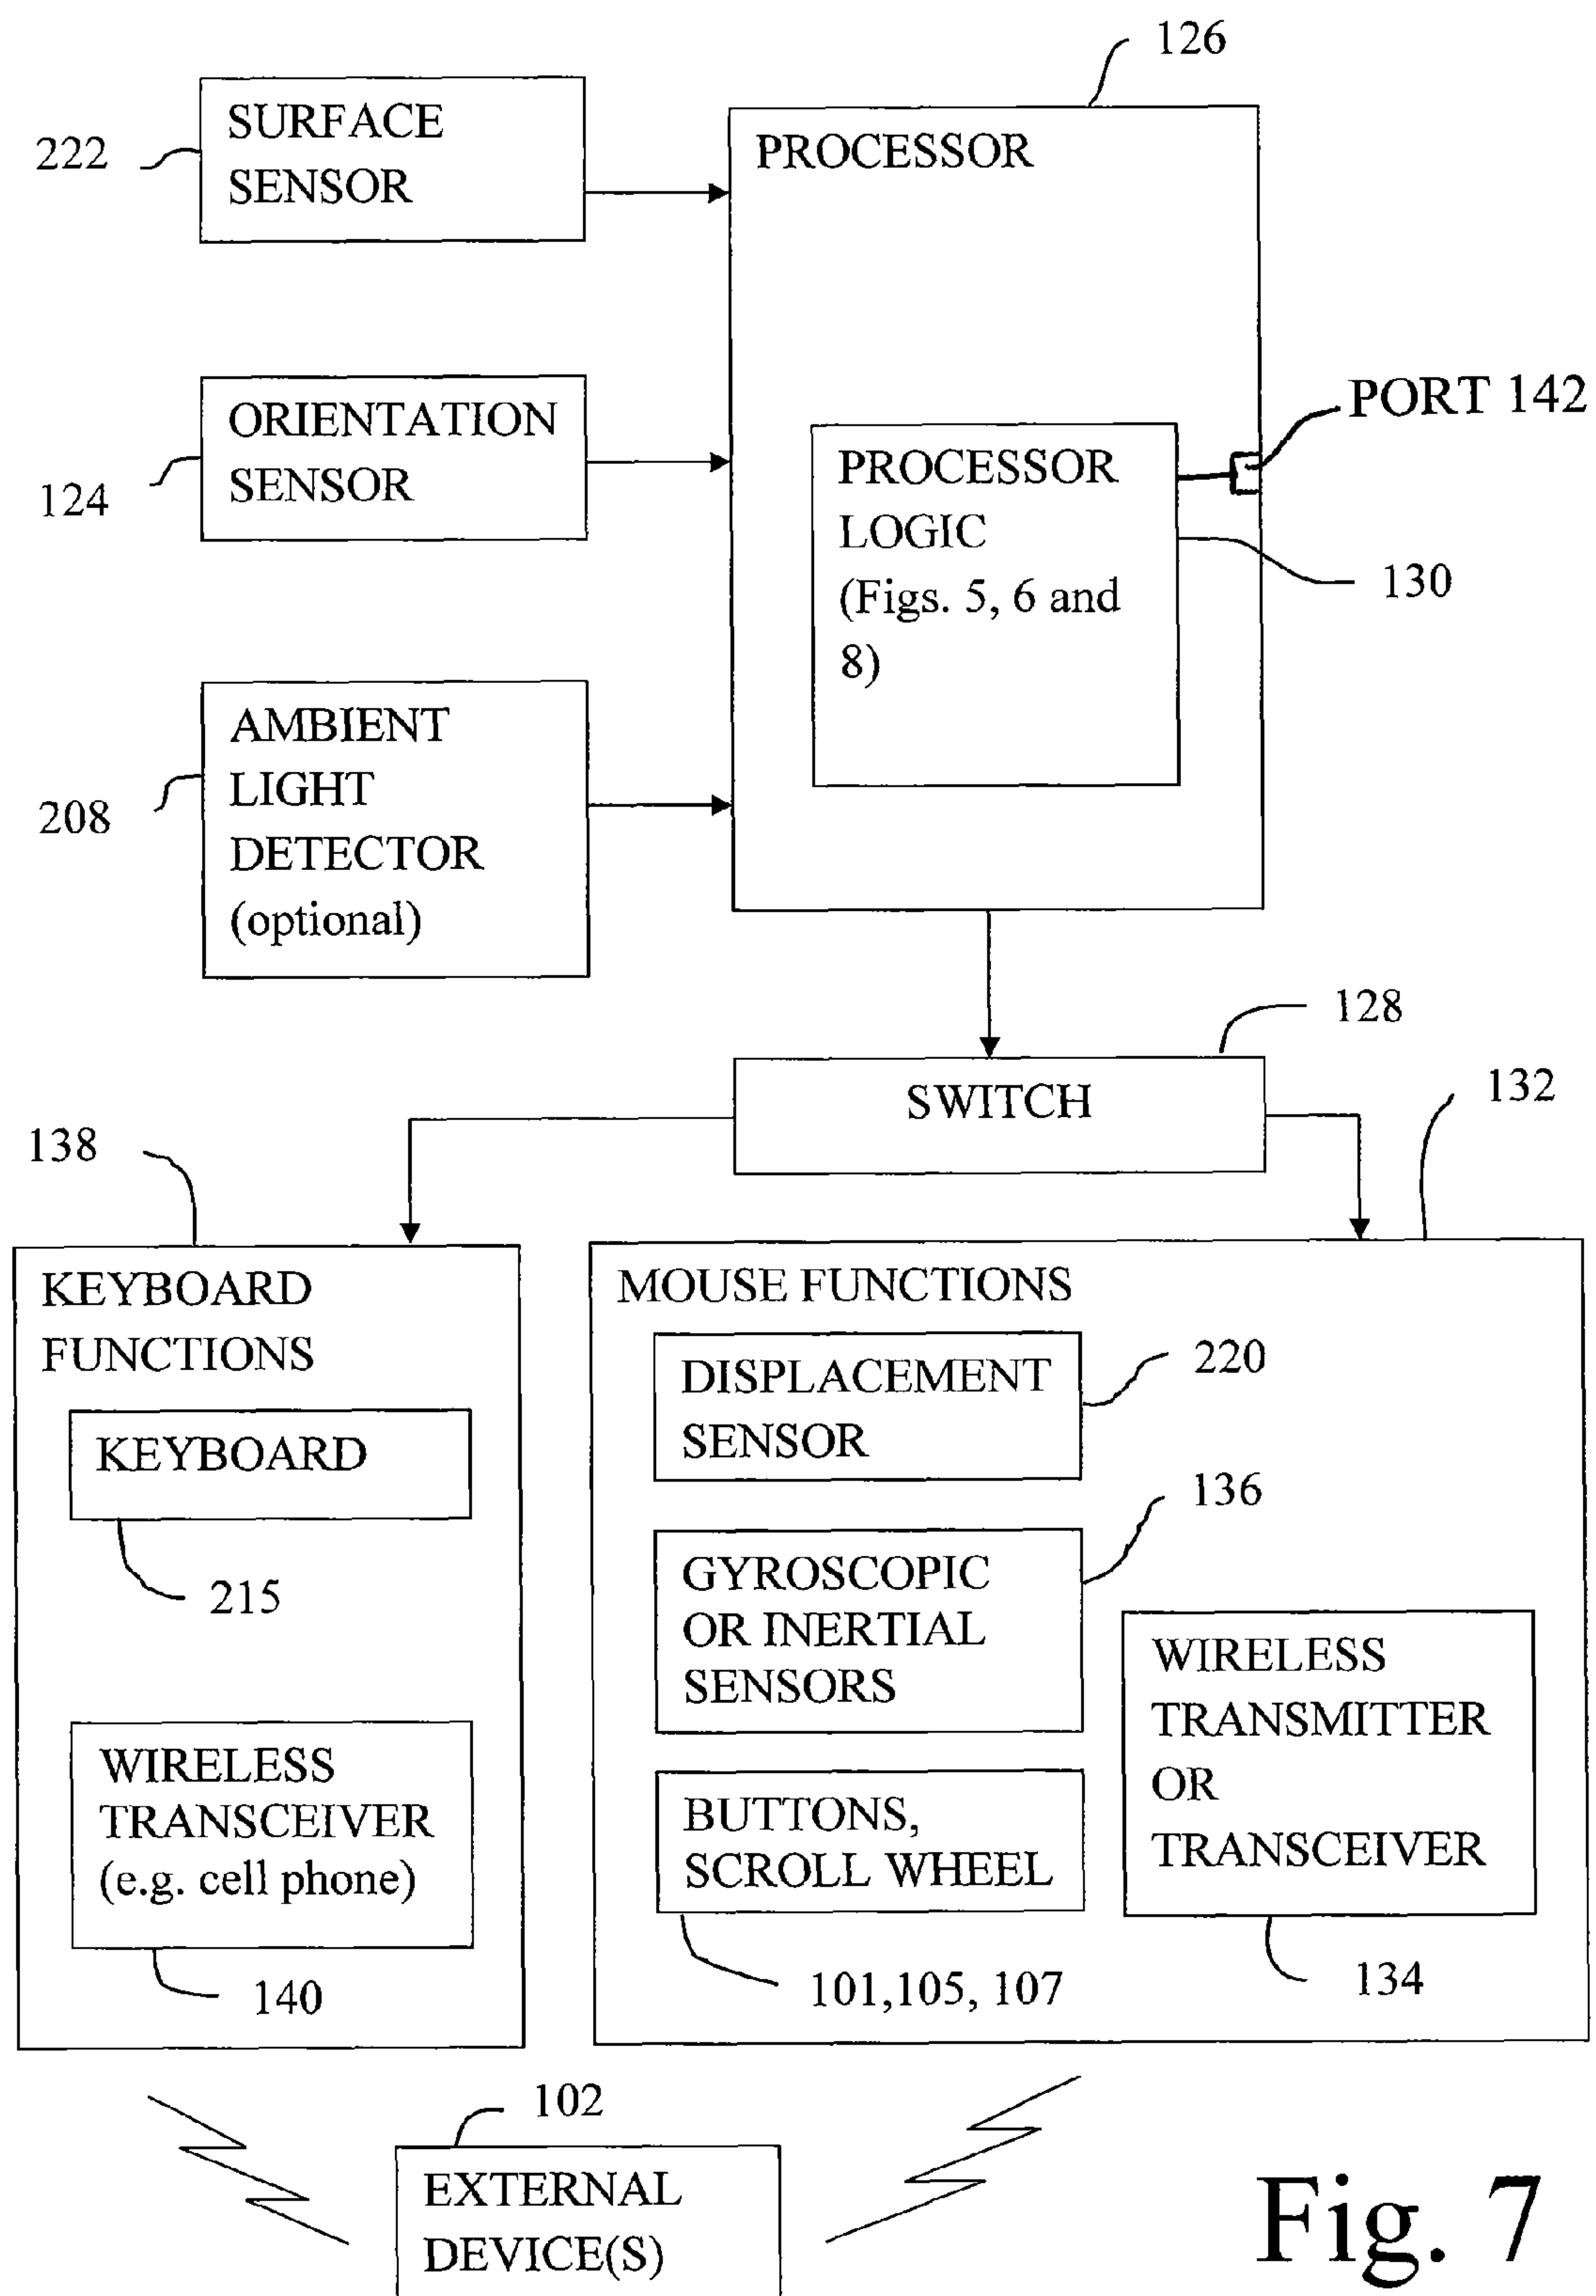 126
SURFACE
SENSOR
222
PROCESSOR
ORIENTATION
SENSOR
124
PORT 142
PROCESSOR
LOGIC
(Figs. 5, 6 and
8)
130
AMBIENT
LIGHT
DETECTOR
(optional)
208
128
SWITCH
132
138
KEYBOARD
FUNCTIONS
KEYBOARD
215
WIRELESS
TRANSCEIVER
(e.g. cell phone)
140
MOUSE FUNCTIONS
DISPLACEMENT
SENSOR
220
136
GYROSCOPIC
OR INERTIAL
SENSORS
BUTTONS,
SCROLL WHEEL
101,105, 107
WIRELESS
TRANSMITTER
OR
TRANSCEIVER
134
102
EXTERNAL
DEVICE(S)
Fig. 7